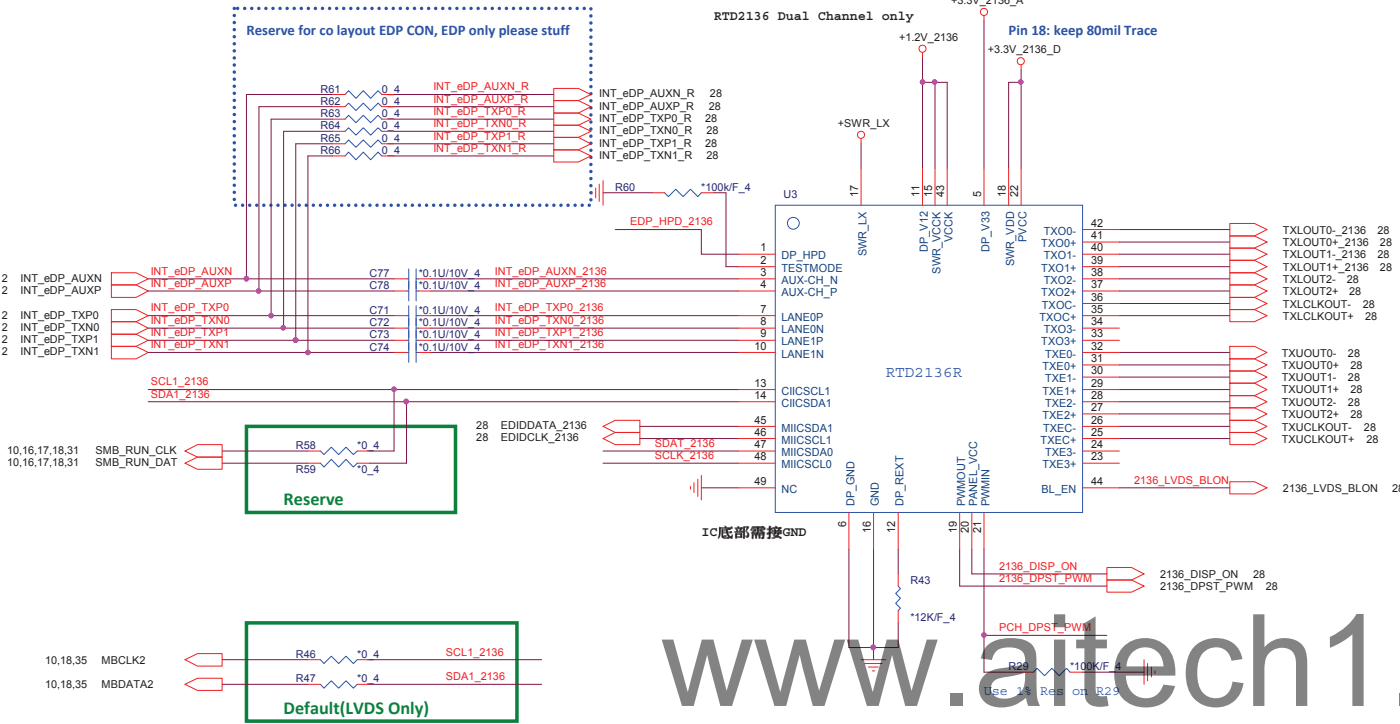 RTD2136 Dual Channel only
+3.3V_2136_A
Reserve for co layout EDP CON, EDP only please stuff
Pin 18: keep 80mil Trace
+1.2V_2136
+3.3V_2136_D
+SWR_LX
R61 0_4 INT_eDP_AUXN_R INT_eDP_AUXN_R 28
R62 0_4 INT_eDP_AUXP_R INT_eDP_AUXP_R 28
R63 0_4 INT_eDP_TXP0_R INT_eDP_TXP0_R 28
R64 0_4 INT_eDP_TXN0_R INT_eDP_TXN0_R 28
R65 0_4 INT_eDP_TXP1_R INT_eDP_TXP1_R 28
R66 0_4 INT_eDP_TXN1_R INT_eDP_TXN1_R 28
R60 *100k/F_4
U3
17 11 15 43 5 18 22
SWR_LX DP_V12 SWR_VCCK VCCK DP_V33 SWR_VDD PVCC
EDP_HPD_2136
1 DP_HPD
2 TESTMODE
2 INT_eDP_AUXN INT_eDP_AUXN C77 *0.1U/10V_4 INT_eDP_AUXN_2136 3 AUX-CH_N
2 INT_eDP_AUXP INT_eDP_AUXP C78 *0.1U/10V_4 INT_eDP_AUXP_2136 4 AUX-CH_P
2 INT_eDP_TXP0 INT_eDP_TXP0 C71 *0.1U/10V_4 INT_eDP_TXP0_2136 7 LANE0P
2 INT_eDP_TXN0 INT_eDP_TXN0 C72 *0.1U/10V_4 INT_eDP_TXN0_2136 8 LANE0N
2 INT_eDP_TXP1 INT_eDP_TXP1 C73 *0.1U/10V_4 INT_eDP_TXP1_2136 9 LANE1P
2 INT_eDP_TXN1 INT_eDP_TXN1 C74 *0.1U/10V_4 INT_eDP_TXN1_2136 10 LANE1N
RTD2136R
SCL1_2136 13 CIICSCL1
SDA1_2136 14 CIICSDA1
28 EDIDDATA_2136 45 MIICSDA1
28 EDIDCLK_2136 46 MIICSCL1
SDAT_2136 47 MIICSDA0
SCLK_2136 48 MIICSCL0
49 NC
TXO0- 42 TXLOUT0-_2136 28
TXO0+ 41 TXLOUT0+_2136 28
TXO1- 40 TXLOUT1-_2136 28
TXO1+ 39 TXLOUT1+_2136 28
TXO2- 38 TXLOUT2- 28
TXO2+ 37 TXLOUT2+ 28
TXOC- 36 TXLCLKOUT- 28
TXOC+ 35 TXLCLKOUT+ 28
TXO3- 34
TXO3+ 33
TXE0- 32 TXUOUT0- 28
TXE0+ 31 TXUOUT0+ 28
TXE1- 30 TXUOUT1- 28
TXE1+ 29 TXUOUT1+ 28
TXE2- 28 TXUOUT2- 28
TXE2+ 27 TXUOUT2+ 28
TXEC- 26 TXUCLKOUT- 28
TXEC+ 25 TXUCLKOUT+ 28
TXE3- 24
TXE3+ 23
BL_EN 44 2136_LVDS_BLON 2136_LVDS_BLON 28
10,16,17,18,31 SMB_RUN_CLK R58 *0_4
10,16,17,18,31 SMB_RUN_DAT R59 *0_4
Reserve
DP_GND GND DP_REXT PWMOUT PANEL_VCC PWMIN
6 16 12 19 20 21
IC底部需接GND
R43
*12K/F_4
2136_DISP_ON 2136_DISP_ON 28
2136_DPST_PWM 2136_DPST_PWM 28
PCH_DPST_PWM
R29 *100K/F_4
Use 1% Res on R29
10,18,35 MBCLK2 R46 *0_4 SCL1_2136
10,18,35 MBDATA2 R47 *0_4 SDA1_2136
Default(LVDS Only)
www.aitech1